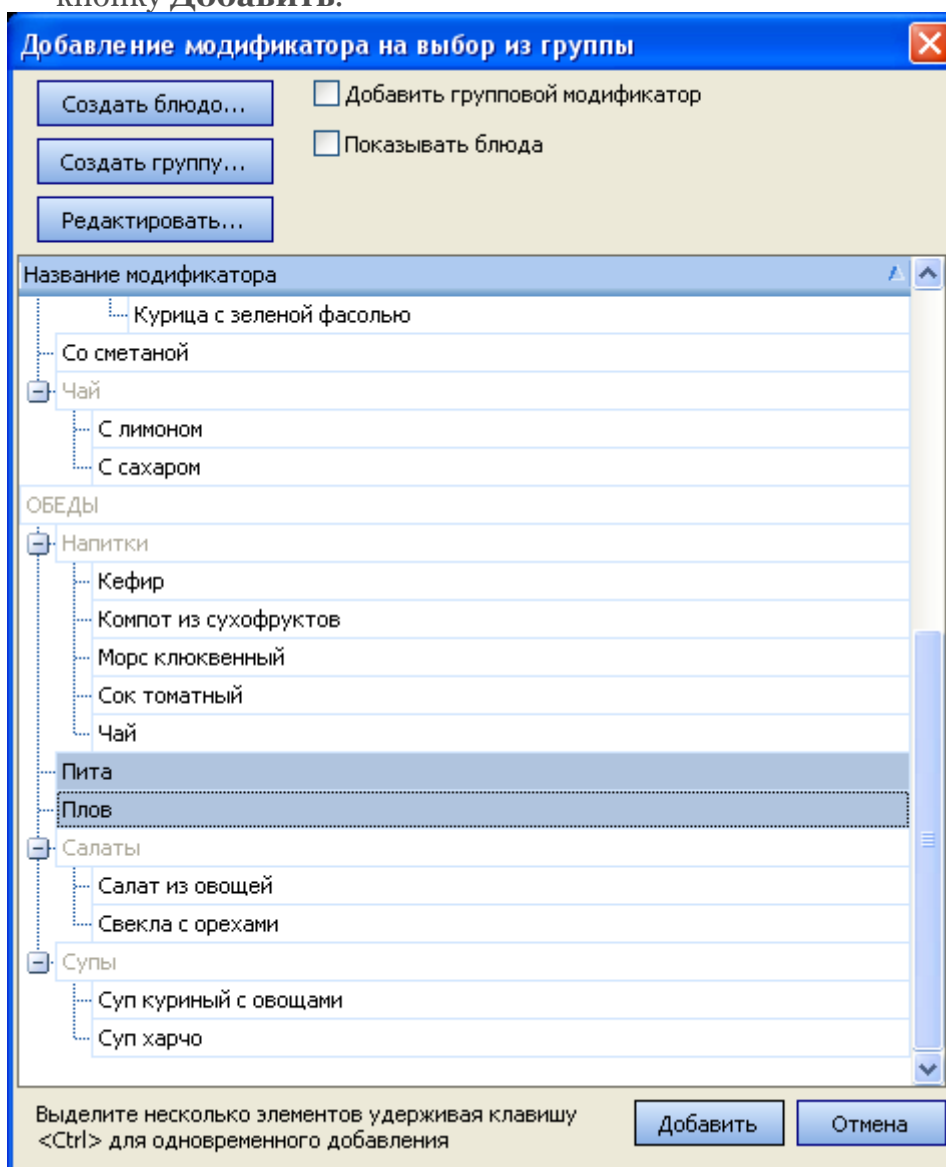 кнопку Добавить.
Добавление модификатора на выбор из группы
Создать блюдо...
Добавить групповой модификатор
Создать группу...
Показывать блюда
Редактировать...
Название модификатора
Курица с зеленой фасолью
Со сметаной
Чай
С лимоном
С сахаром
ОБЕДЫ
Напитки
Кефир
Компот из сухофруктов
Морс клюквенный
Сок томатный
Чай
Пита
Плов
Салаты
Салат из овощей
Свекла с орехами
Супы
Суп куриный с овощами
Суп харчо
Выделите несколько элементов удерживая клавишу
<Ctrl> для одновременного добавления
Добавить
Отмена